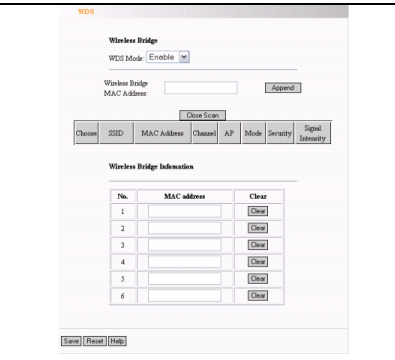 WDS
Wireless Bridge
WDS Mode: Enable
Wireless Bridge
MAC Address:
Append
Close Scan
Choose SSID MAC Address Channel AP Mode Security Signal Intensity
Wireless Bridge Infomation
No. MAC address Clear
1 Clear
2 Clear
3 Clear
4 Clear
5 Clear
6 Clear
Save Reset Help